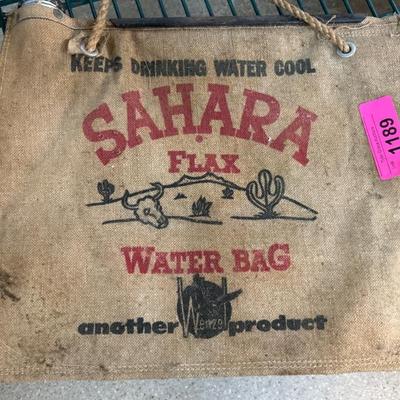 KEEPS DRINKING WATER COOL
SAHARA
FLAX
WATER BAG
another Wenzel product
1189